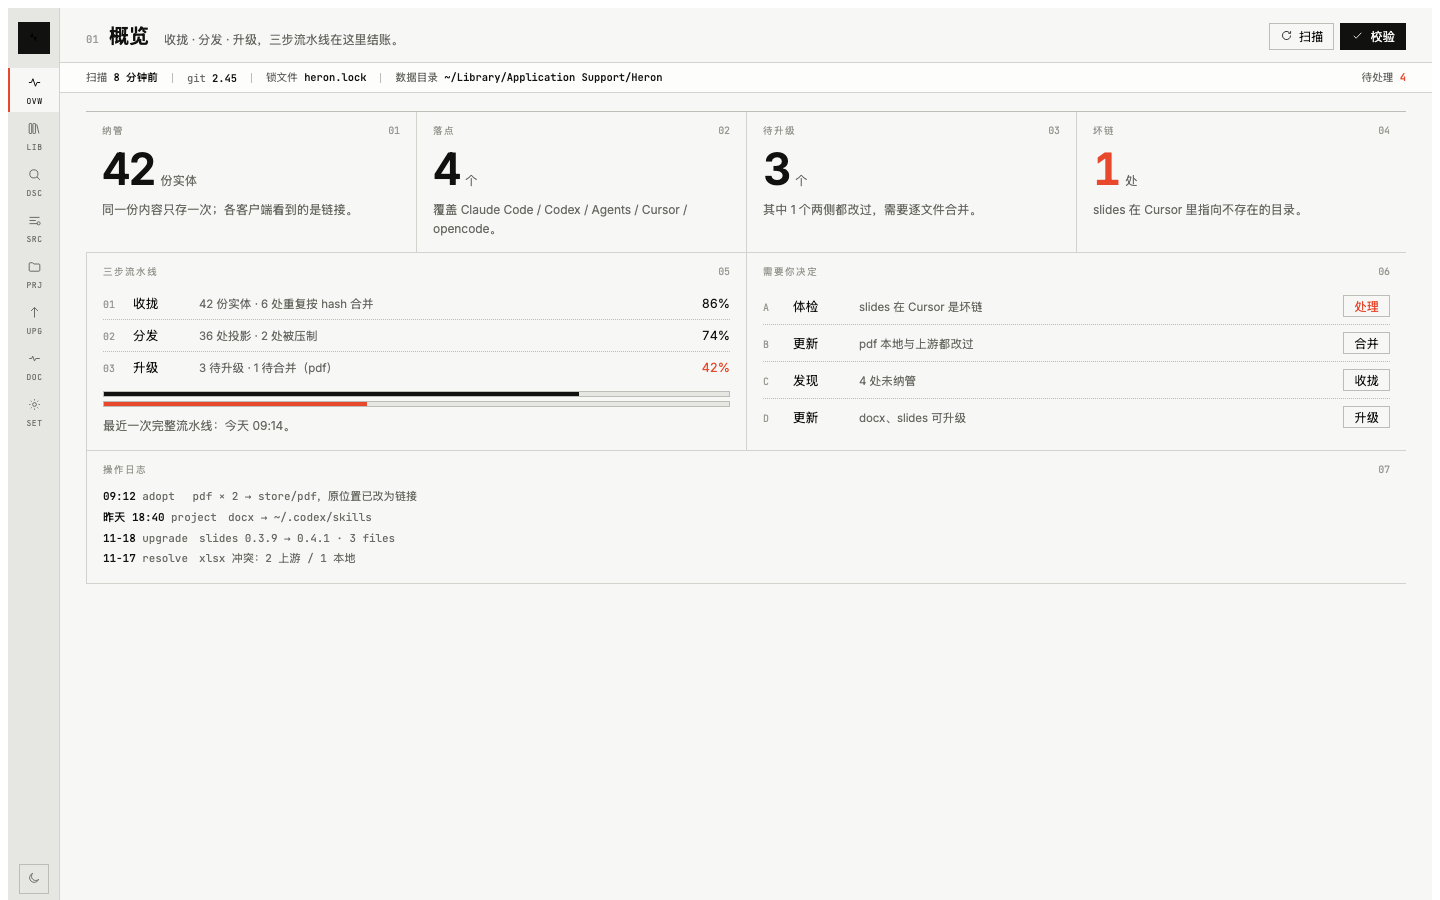 01 概览 收拢 · 分发 · 升级，三步流水线在这里结账。
扫描
校验
扫描 8 分钟前 git 2.45 锁文件 heron.lock 数据目录 ~/Library/Application Support/Heron 待处理 4
OVW
LIB
DSC
SRC
PRJ
UPG
DOC
SET
纳管 01
42 份实体
同一份内容只存一次；各客户端看到的是链接。
落点 02
4 个
覆盖 Claude Code / Codex / Agents / Cursor /
opencode。
待升级 03
3 个
其中 1 个两侧都改过，需要逐文件合并。
坏链 04
1 处
slides 在 Cursor 里指向不存在的目录。
三步流水线 05
01 收拢 42 份实体 · 6 处重复按 hash 合并 86%
02 分发 36 处投影 · 2 处被压制 74%
03 升级 3 待升级 · 1 待合并（pdf） 42%
最近一次完整流水线：今天 09:14。
需要你决定 06
A 体检 slides 在 Cursor 是坏链 处理
B 更新 pdf 本地与上游都改过 合并
C 发现 4 处未纳管 收拢
D 更新 docx、slides 可升级 升级
操作日志 07
09:12 adopt pdf × 2 → store/pdf，原位置已改为链接
昨天 18:40 project docx → ~/.codex/skills
11-18 upgrade slides 0.3.9 → 0.4.1 · 3 files
11-17 resolve xlsx 冲突：2 上游 / 1 本地